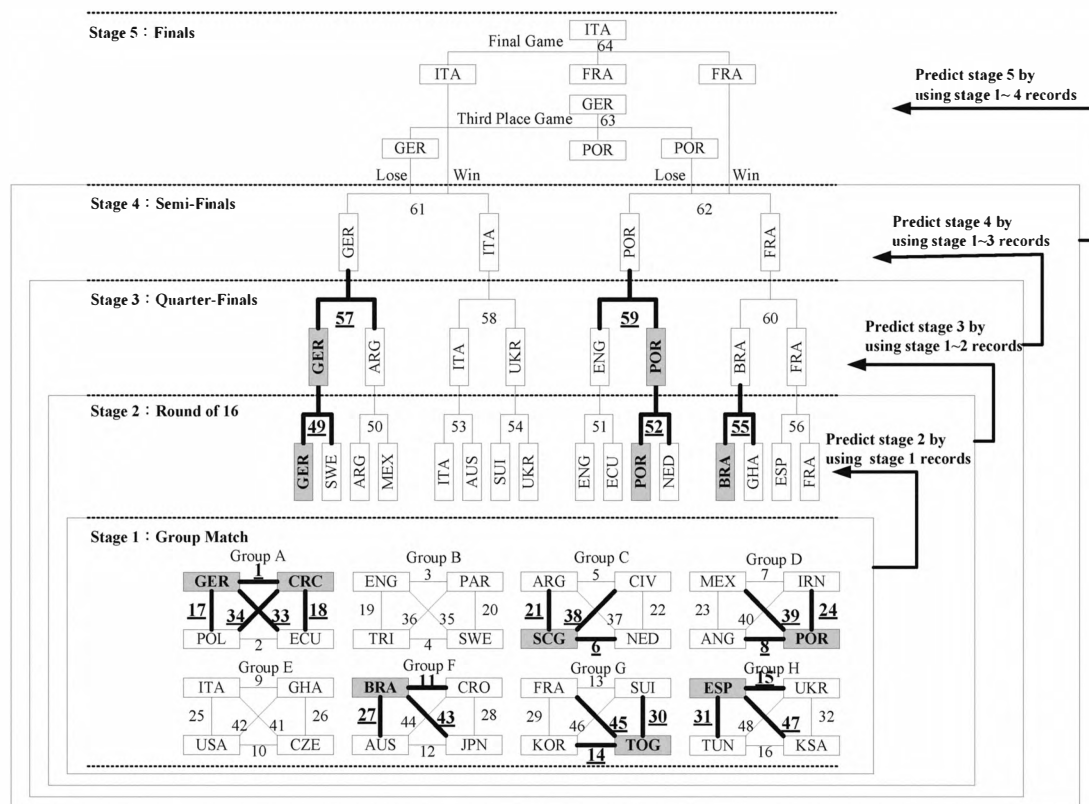 Stage 5：Finals
ITA
Final Game
64
ITA
FRA
FRA
Predict stage 5 by
using stage 1~ 4 records
GER
Third Place Game
63
GER
POR
POR
Lose
Win
Lose
Win
Stage 4：Semi-Finals
61
62
GER
ITA
POR
FRA
Predict stage 4 by
using stage 1~3 records
Stage 3：Quarter-Finals
57
58
59
60
GER
ARG
ITA
UKR
ENG
POR
BRA
FRA
Predict stage 3 by
using stage 1~2 records
Stage 2：Round of 16
49
50
53
54
51
52
55
56
GER
SWE
ARG
MEX
ITA
AUS
SUI
UKR
ENG
ECU
POR
NED
BRA
GHA
ESP
FRA
Predict stage 2 by
using stage 1 records
Stage 1：Group Match
Group A
GER
1
CRC
17
34
33
18
POL
2
ECU
Group B
ENG
3
PAR
19
36
35
20
TRI
4
SWE
Group C
ARG
5
CIV
21
38
37
22
SCG
6
NED
Group D
MEX
7
IRN
23
40
39
24
ANG
8
POR
Group E
ITA
9
GHA
25
42
41
26
USA
10
CZE
Group F
BRA
11
CRO
27
44
43
28
AUS
12
JPN
Group G
FRA
13
SUI
29
46
45
30
KOR
14
TOG
Group H
ESP
15
UKR
31
48
47
32
TUN
16
KSA